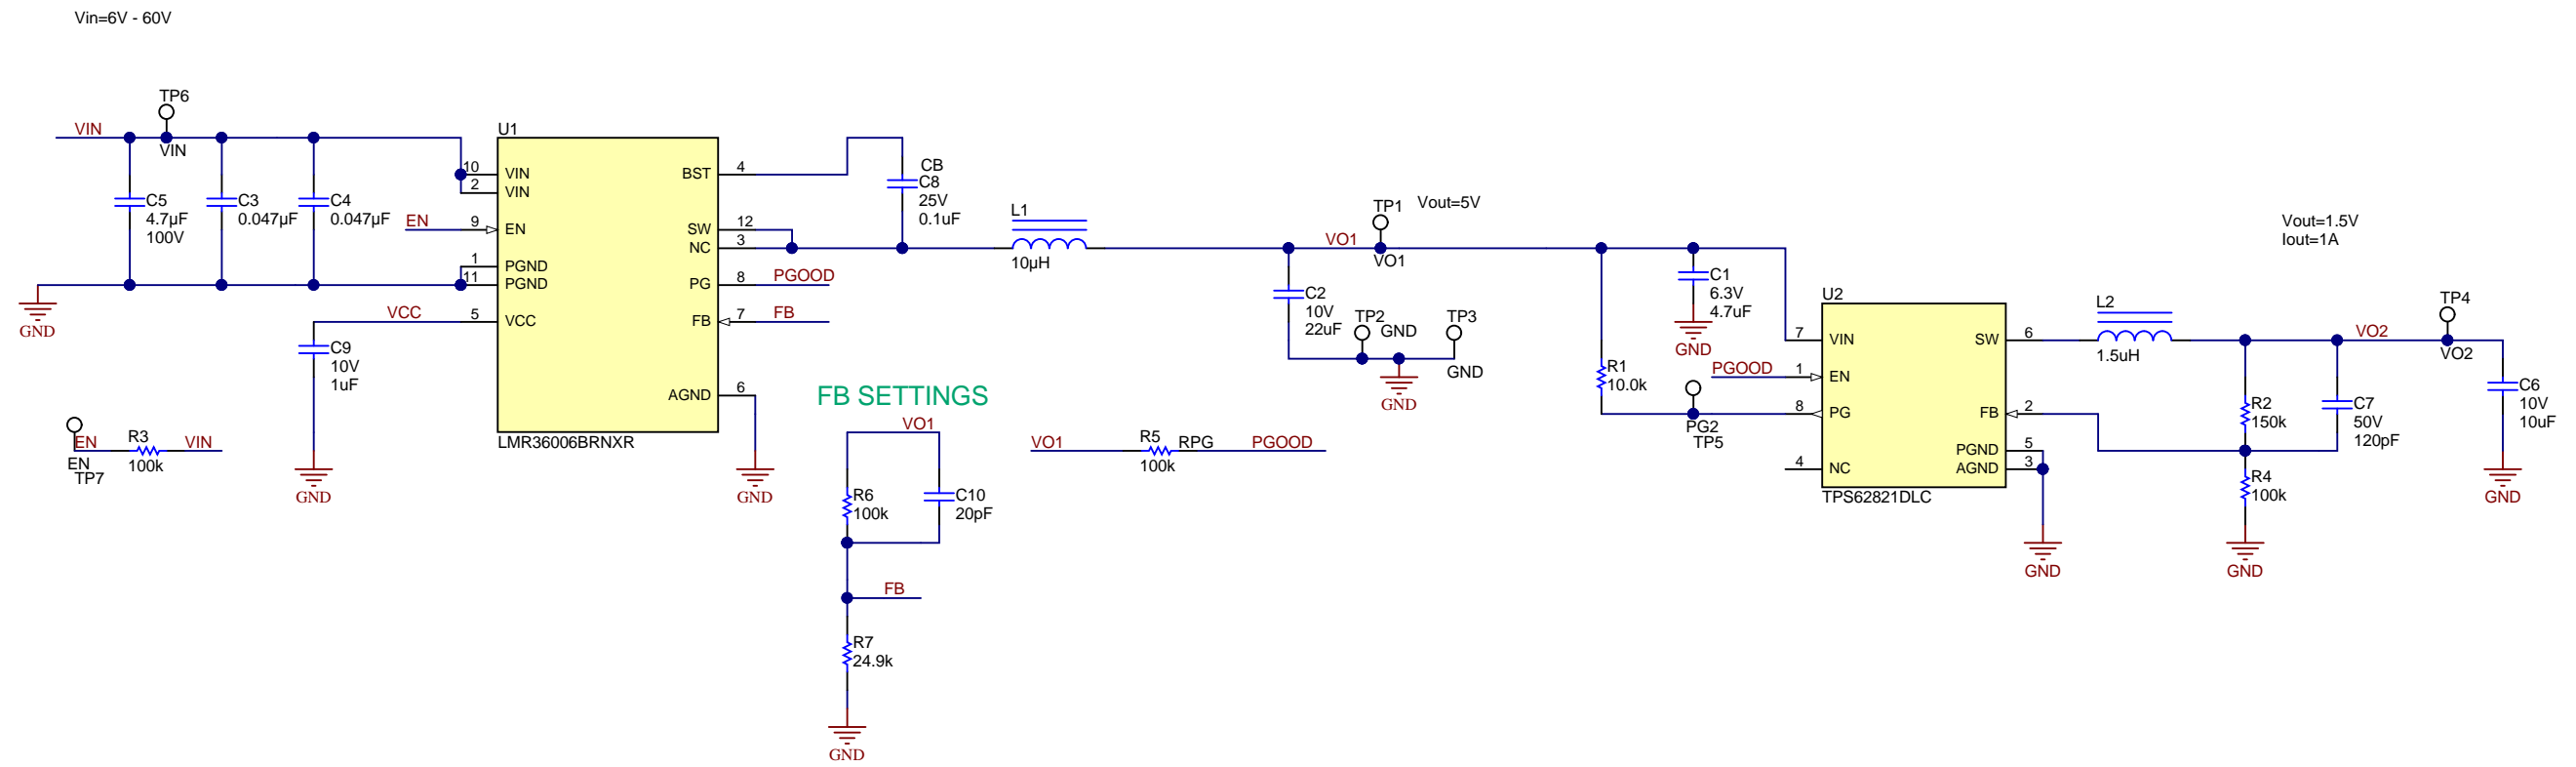 Vin=6V - 60V
TP6
VIN
VIN
C5
4.7µF
100V
C3
0.047µF
C4
0.047µF
GND
EN
VCC
C9
10V
1uF
GND
EN
EN
TP7
R3
100k
VIN
U1
10
VIN
2
VIN
9
EN
1
PGND
11
PGND
5
VCC
BST
4
SW
12
NC
3
PG
8
PGOOD
FB
7
FB
AGND
6
LMR36006BRNXR
GND
CB
C8
25V
0.1uF
L1
10µH
FB SETTINGS
VO1
R6
100k
C10
20pF
FB
R7
24.9k
GND
VO1
R5
100k
RPG
PGOOD
VO1
TP1
VO1
Vout=5V
C2
10V
22uF
TP2
GND
TP3
GND
GND
R1
10.0k
C1
6.3V
4.7uF
GND
PGOOD
PG2
TP5
U2
7
VIN
1
EN
8
PG
4
NC
SW
6
FB
2
PGND
5
AGND
3
TPS62821DLC
GND
L2
1.5uH
Vout=1.5V
Iout=1A
R2
150k
C7
50V
120pF
R4
100k
GND
VO2
TP4
VO2
C6
10V
10uF
GND